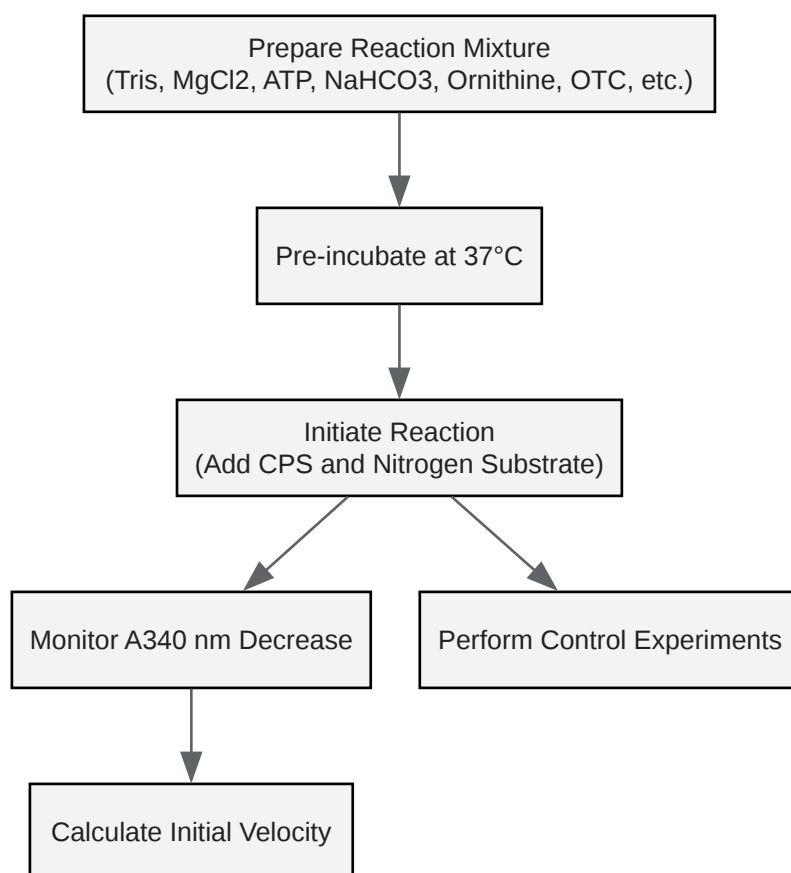 Prepare Reaction Mixture
(Tris, MgCl2, ATP, NaHCO3, Ornithine, OTC, etc.)
Pre-incubate at 37°C
Initiate Reaction
(Add CPS and Nitrogen Substrate)
Monitor A340 nm Decrease
Perform Control Experiments
Calculate Initial Velocity